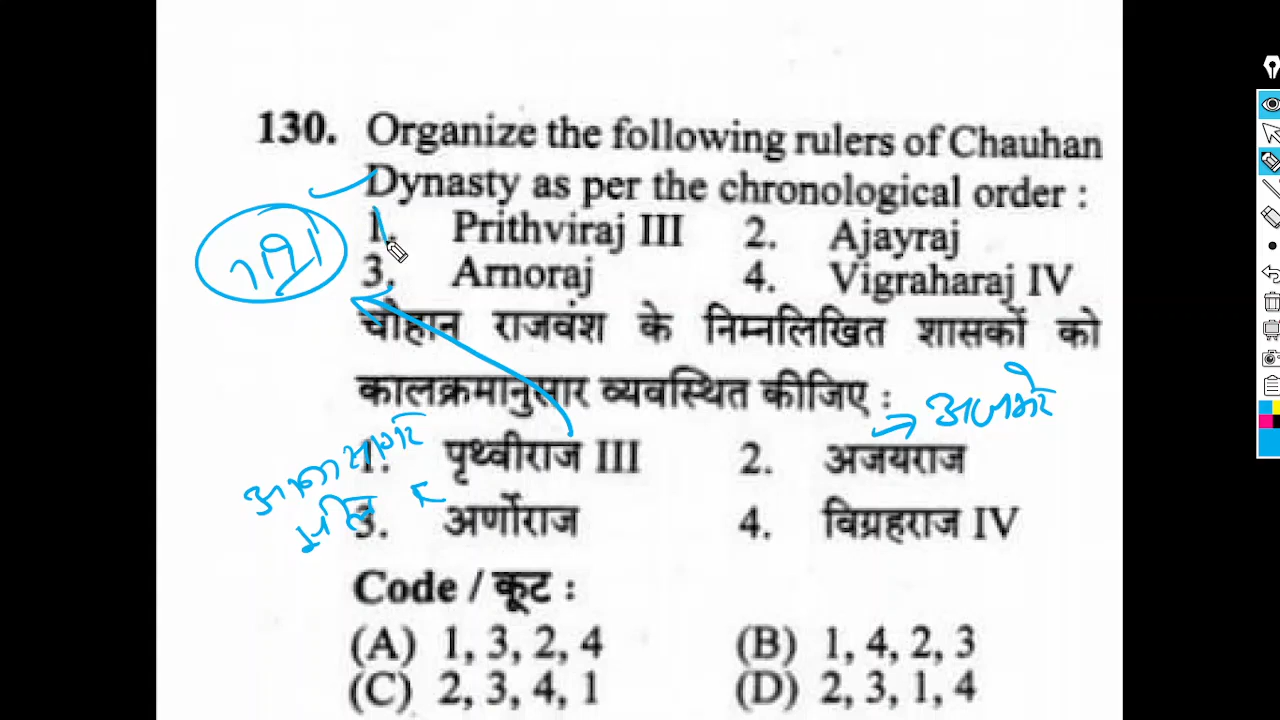 130. Organize the following rulers of Chauhan
Dynasty as per the chronological order :
1. Prithviraj III 2. Ajayraj
3. Arnoraj 4. Vigraharaj IV
चौहान राजवंश के निम्नलिखित शासकों को
कालक्रमानुसार व्यवस्थित कीजिए :
1. पृथ्वीराज III 2. अजयराज
3. अर्णोराज 4. विग्रहराज IV
Code / कूट :
(A) 1, 3, 2, 4 (B) 1, 4, 2, 3
(C) 2, 3, 4, 1 (D) 2, 3, 1, 4